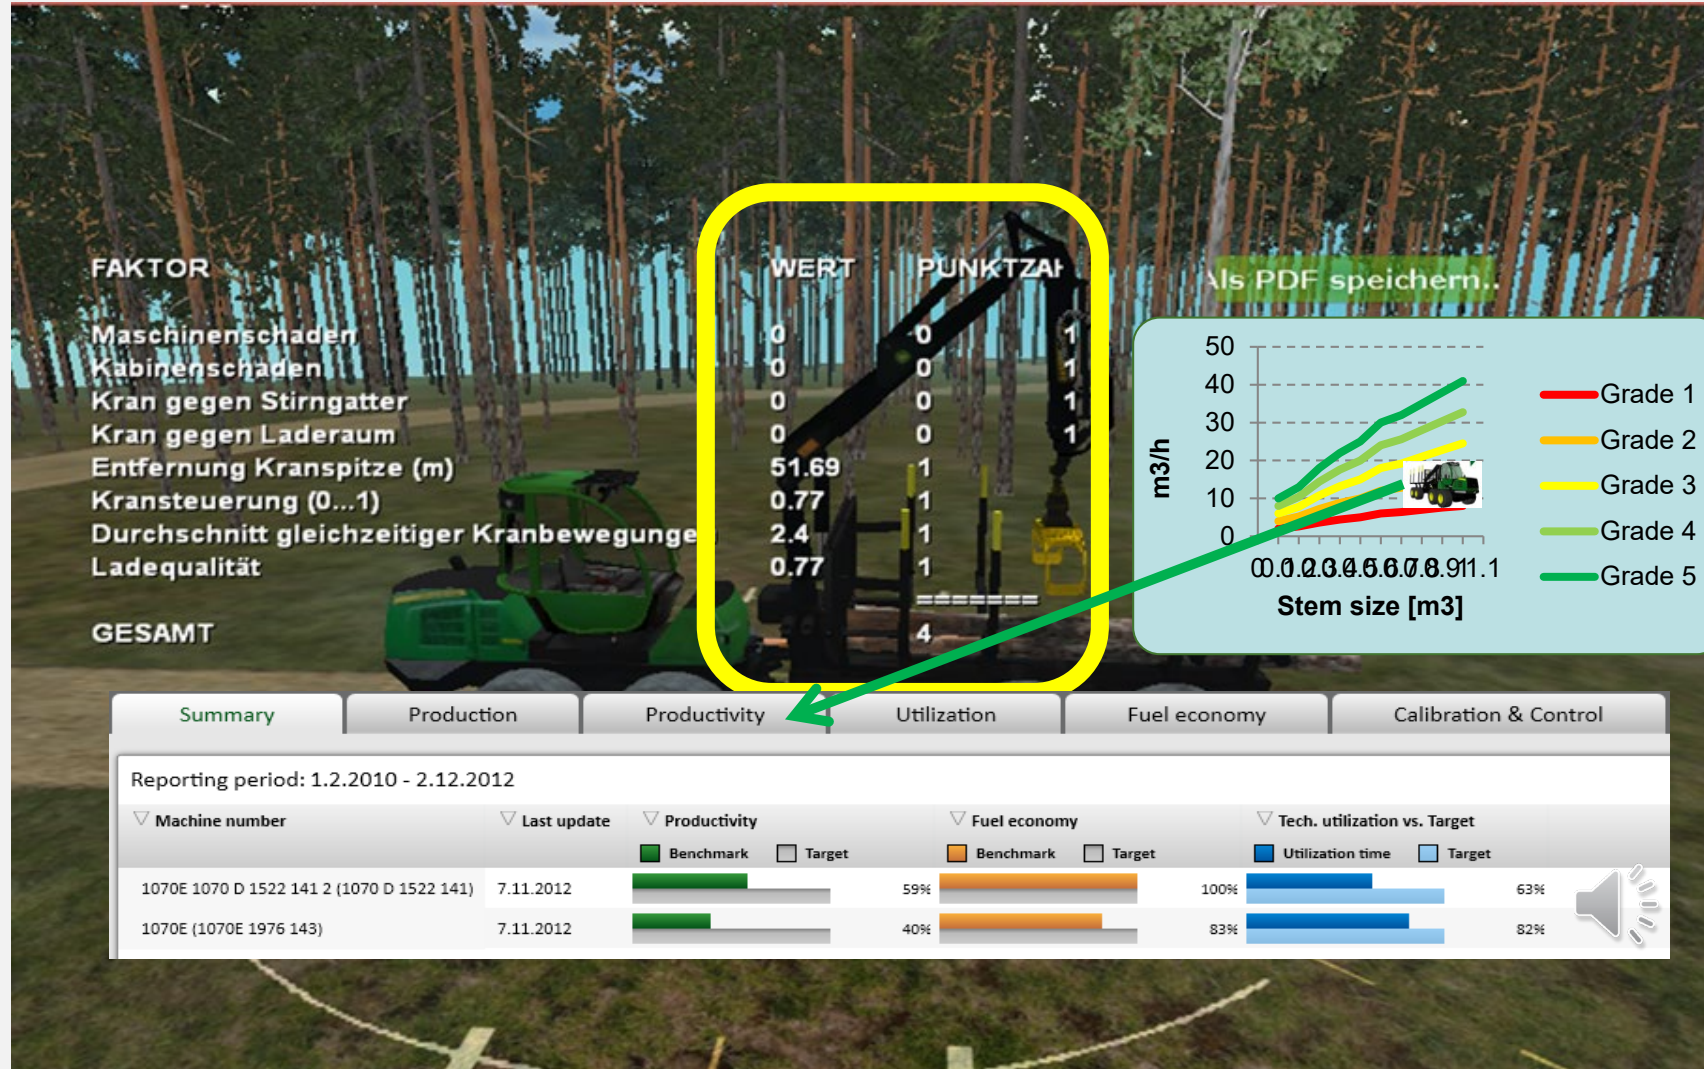 FAKTOR WERT PUNKTZAH
Als PDF speichern..
Maschinenschaden 0 0 1
Kabinenschaden 0 0 1
Kran gegen Stirngatter 0 0 1
Kran gegen Laderaum 0 0 1
Entfernung Kranspitze (m) 51.69 1
Kransteuerung (0...1) 0.77 1
Durchschnitt gleichzeitiger Kranbewegungen 2.4 1
Ladequalität 0.77 1
=======
GESAMT 4
50
40
30
20
10
0
m3/h
Stem size [m3]
Grade 1
Grade 2
Grade 3
Grade 4
Grade 5
Summary Production Productivity Utilization Fuel economy Calibration & Control
Reporting period: 1.2.2010 - 2.12.2012
Machine number Last update Productivity Fuel economy Tech. utilization vs. Target
Benchmark Target Benchmark Target Utilization time Target
1070E 1070 D 1522 141 2 (1070 D 1522 141) 7.11.2012 59% 100% 63%
1070E (1070E 1976 143) 7.11.2012 40% 83% 82%